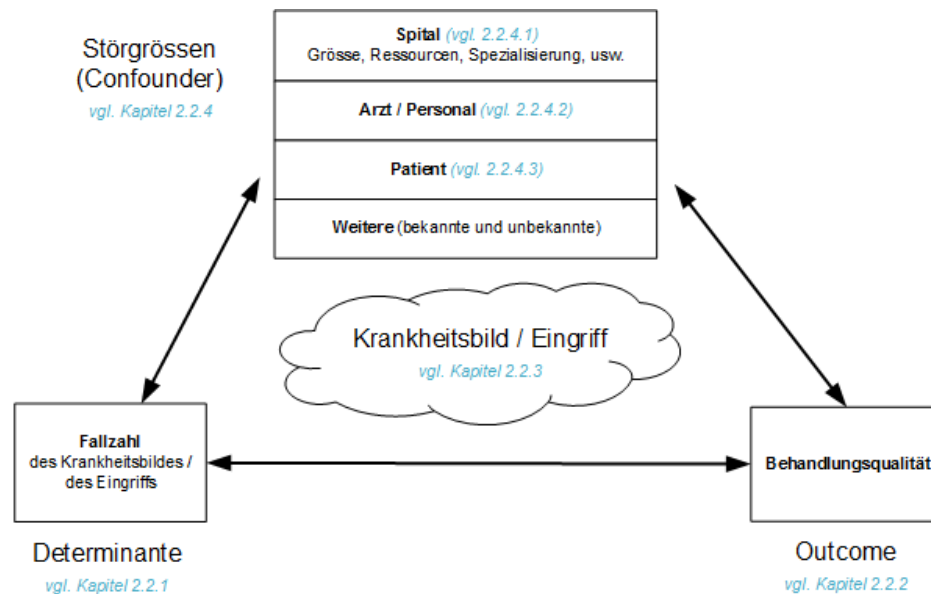 Störgrössen
(Confounder)
vgl. Kapitel 2.2.4
Spital (vgl. 2.2.4.1)
Grösse, Ressourcen, Spezialisierung, usw.
Arzt / Personal (vgl. 2.2.4.2)
Patient (vgl. 2.2.4.3)
Weitere (bekannte und unbekannte)
Krankheitsbild / Eingriff
vgl. Kapitel 2.2.3
Fallzahl
des Krankheitsbildes /
des Eingriffs
Determinante
vgl. Kapitel 2.2.1
Behandlungsqualität
Outcome
vgl. Kapitel 2.2.2